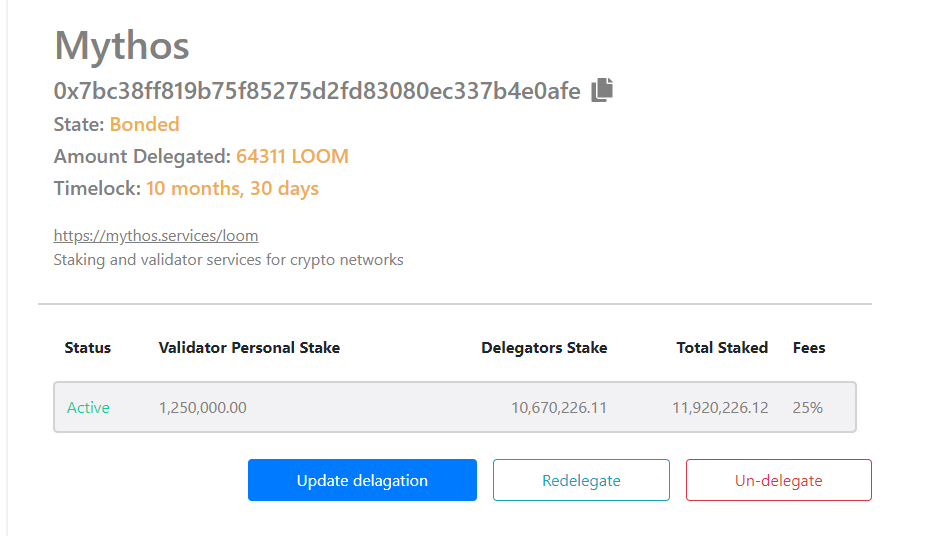 Mythos
0x7bc38ff819b75f85275d2fd83080ec337b4e0afe
State: Bonded
Amount Delegated: 64311 LOOM
Timelock: 10 months, 30 days
https://mythos.services/loom
Staking and validator services for crypto networks
Status Validator Personal Stake Delegators Stake Total Staked Fees
Active 1,250,000.00 10,670,226.11 11,920,226.12 25%
Update delagation Redelegate Un-delegate